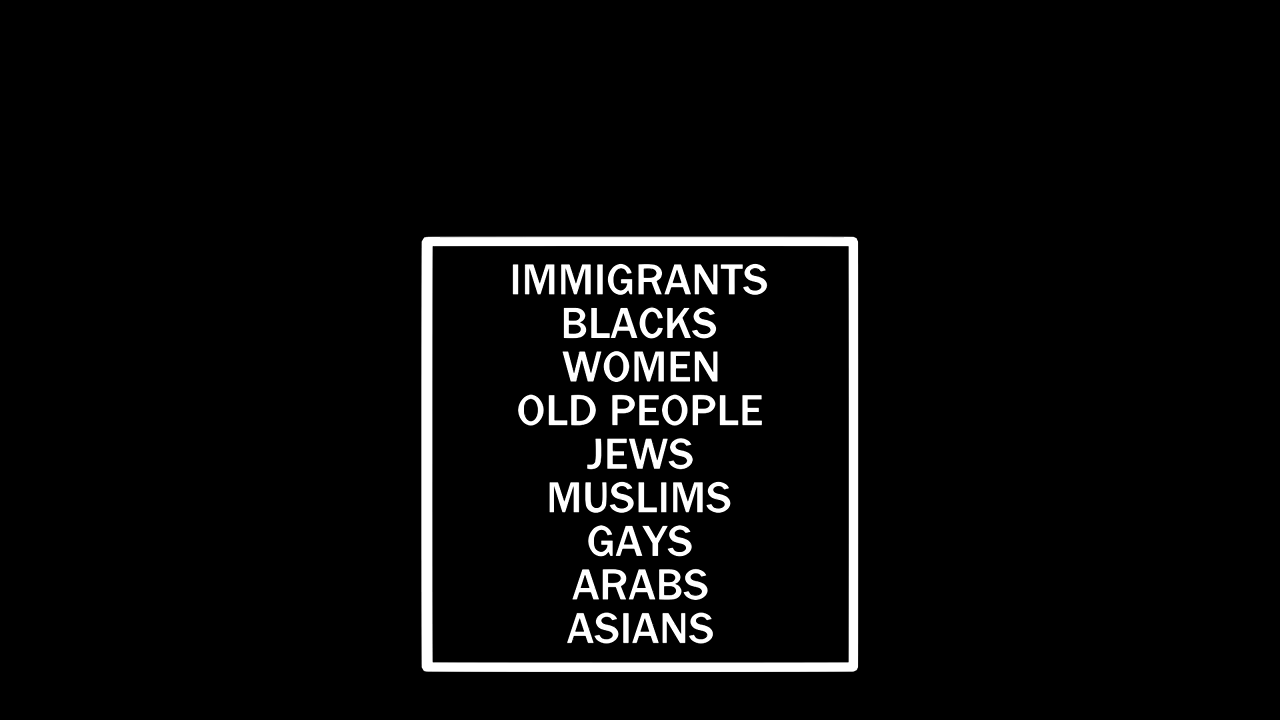 IMMIGRANTS
BLACKS
WOMEN
OLD PEOPLE
JEWS
MUSLIMS
GAYS
ARABS
ASIANS